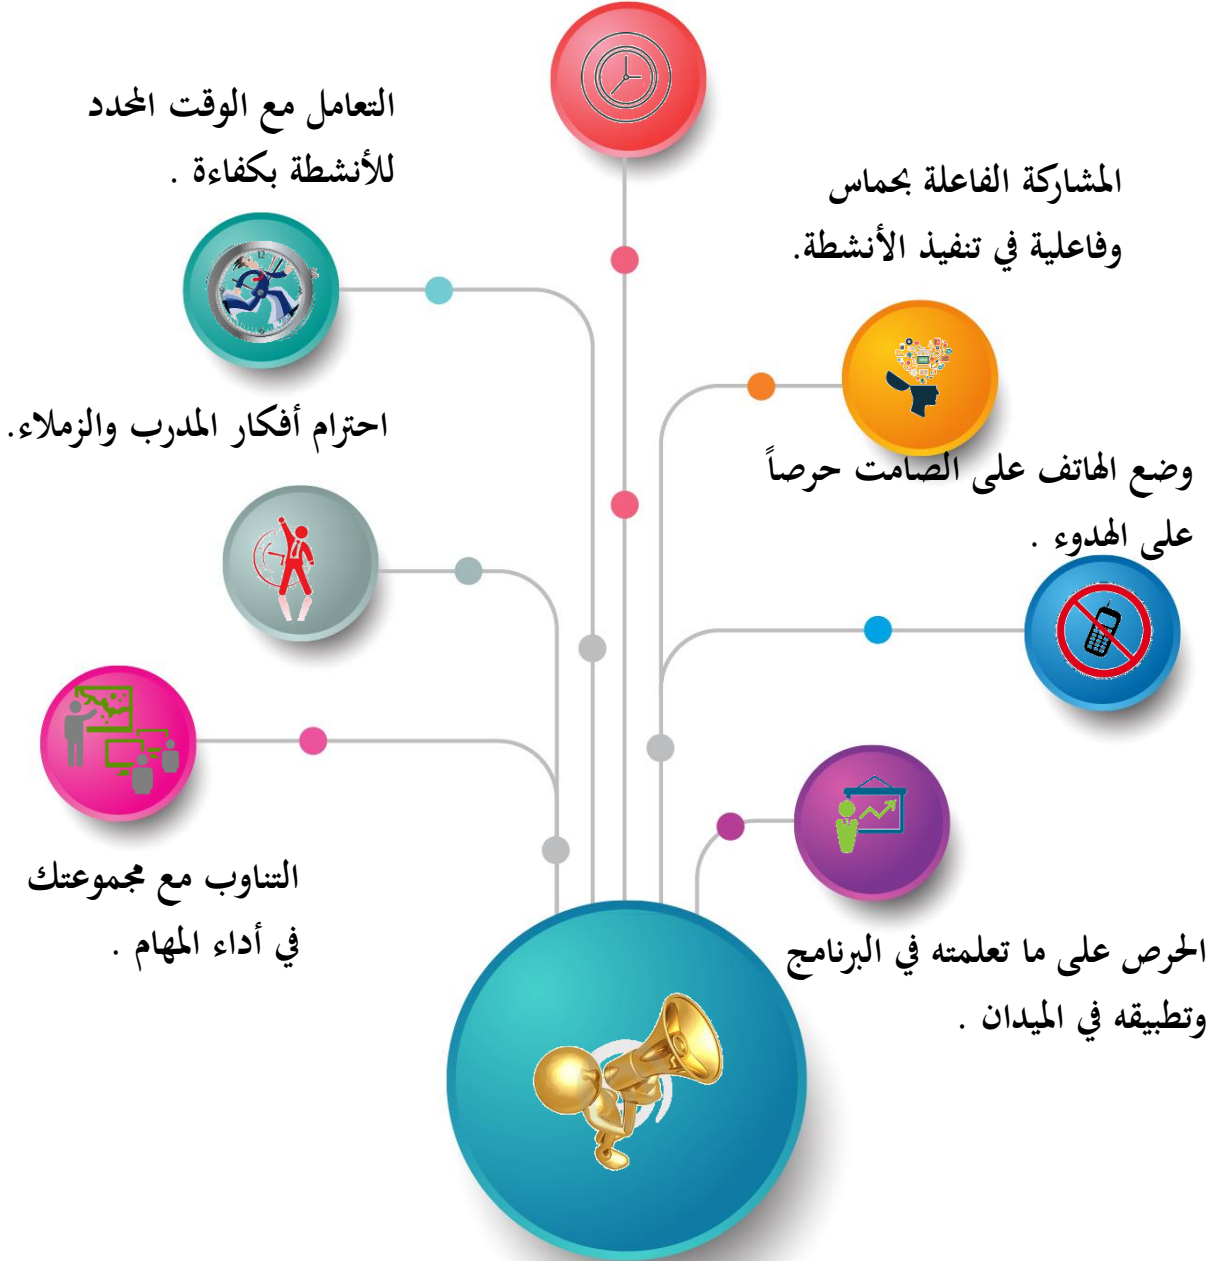 التعامل مع الوقت المحدد
للأنشطة بكفاءة .
المشاركة الفاعلة بحماس
وفاعلية في تنفيذ الأنشطة.
احترام أفكار المدرب والزملاء.
وضع الهاتف على الصامت حرصاً
على الهدوء .
التناوب مع مجموعتك
في أداء المهام .
الحرص على ما تعلمته في البرنامج
وتطبيقه في الميدان .